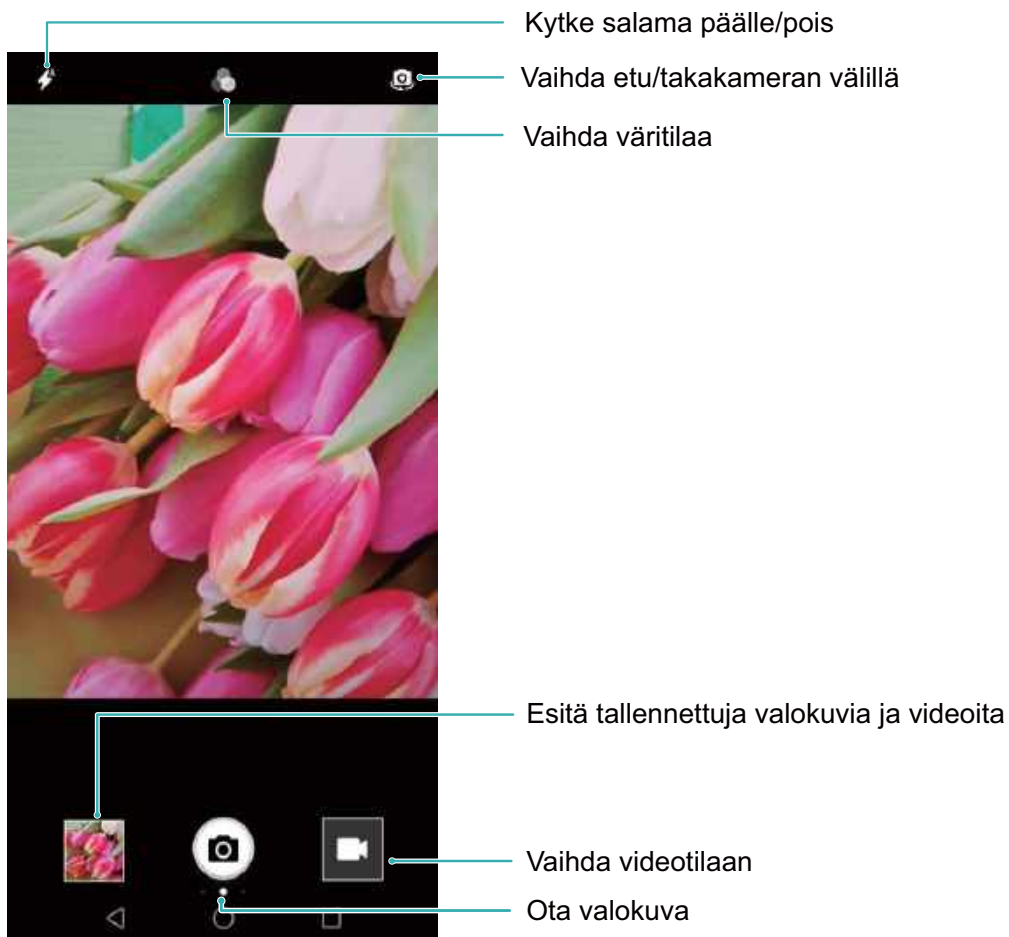 Kytke salama päälle/pois
Vaihda etu/takakameran välillä
Vaihda väritilaa
Esitä tallennettuja valokuvia ja videoita
Vaihda videotilaan
Ota valokuva